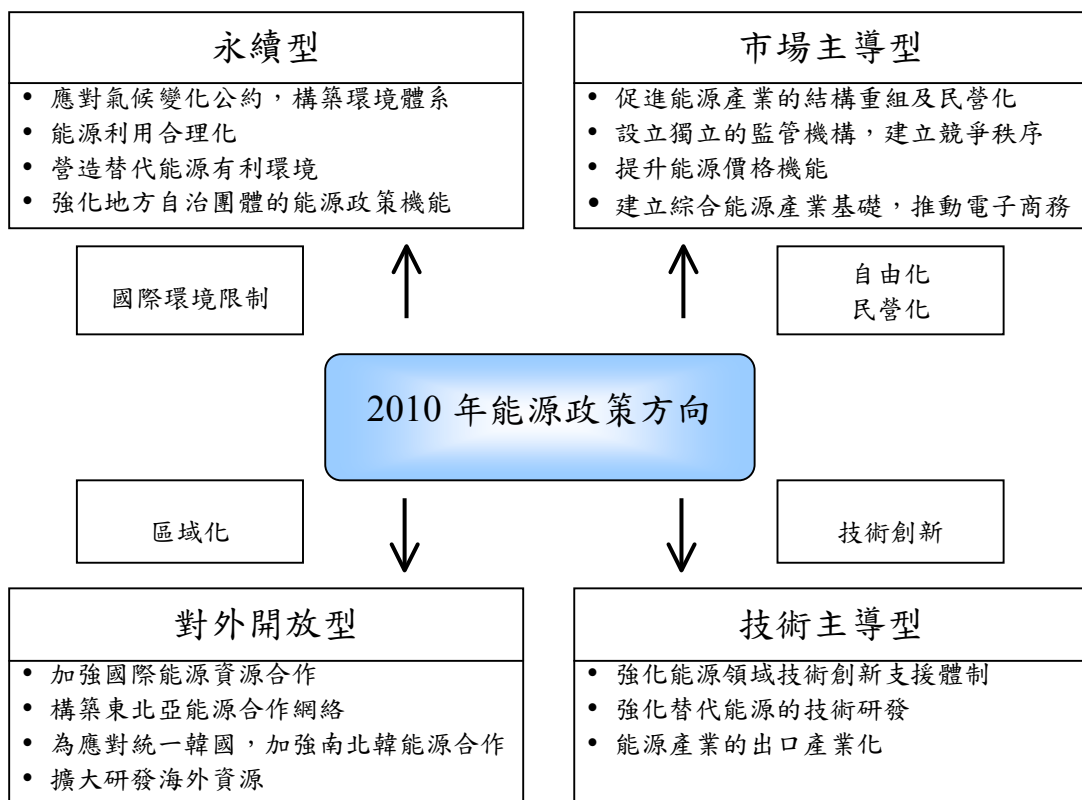 永續型
• 應對氣候變化公約，構築環境體系
• 能源利用合理化
• 營造替代能源有利環境
• 強化地方自治團體的能源政策機能
市場主導型
• 促進能源產業的結構重組及民營化
• 設立獨立的監管機構，建立競爭秩序
• 提升能源價格機能
• 建立綜合能源產業基礎，推動電子商務
國際環境限制
自由化
民營化
2010 年能源政策方向
區域化
技術創新
對外開放型
• 加強國際能源資源合作
• 構築東北亞能源合作網絡
• 為應對統一韓國，加強南北韓能源合作
• 擴大研發海外資源
技術主導型
• 強化能源領域技術創新支援體制
• 強化替代能源的技術研發
• 能源產業的出口產業化